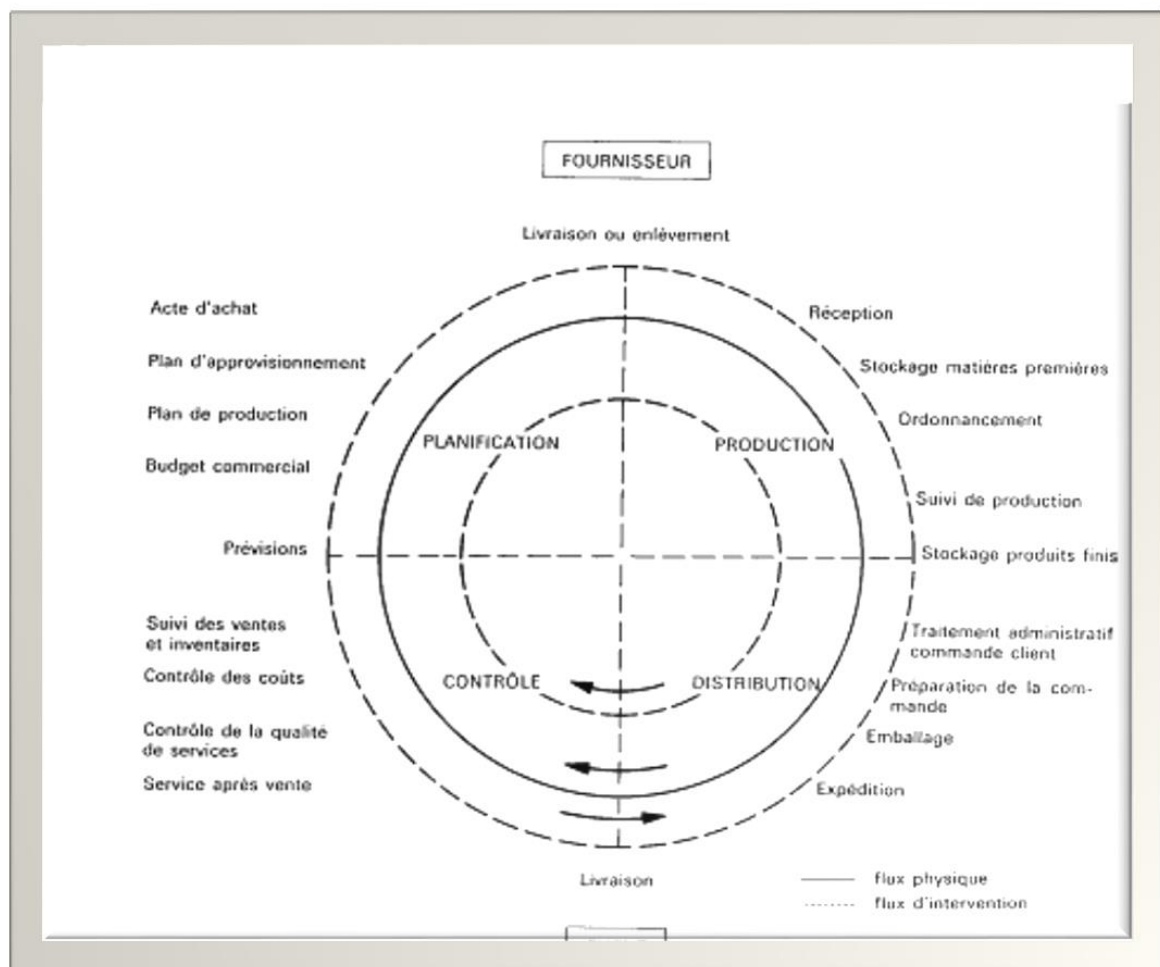 FOURNISSEUR
Livraison ou enlèvement
Acte d'achat
Plan d'approvisionnement
Plan de production
Budget commercial
Prévisions
Suivi des ventes
et inventaires
Contrôle des coûts
Contrôle de la qualité
de services
Service après vente
PLANIFICATION
PRODUCTION
CONTRÔLE
DISTRIBUTION
Réception
Stockage matières premières
Ordonnancement
Suivi de production
Stockage produits finis
Traitement administratif
commande client
Préparation de la com-
mande
Emballage
Expédition
Livraison
flux physique
flux d'intervention